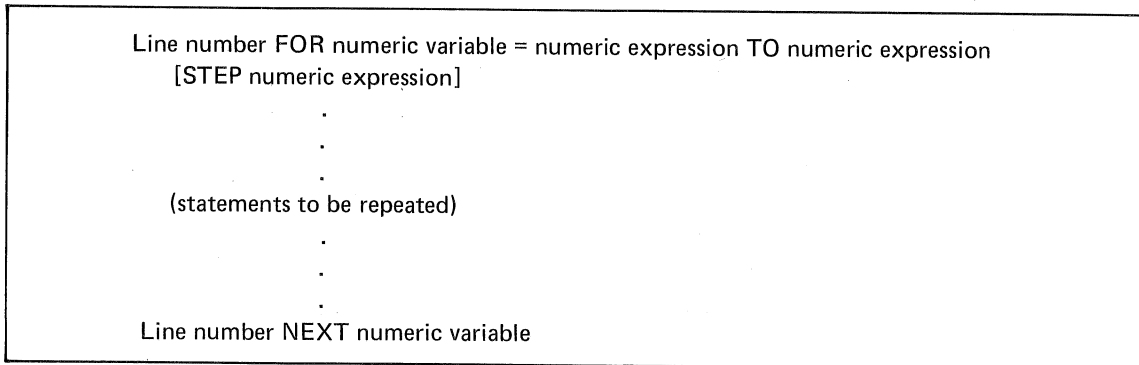 Line number FOR numeric variable = numeric expression TO numeric expression
[STEP numeric expression]
.
.
.
(statements to be repeated)
.
.
.
Line number NEXT numeric variable